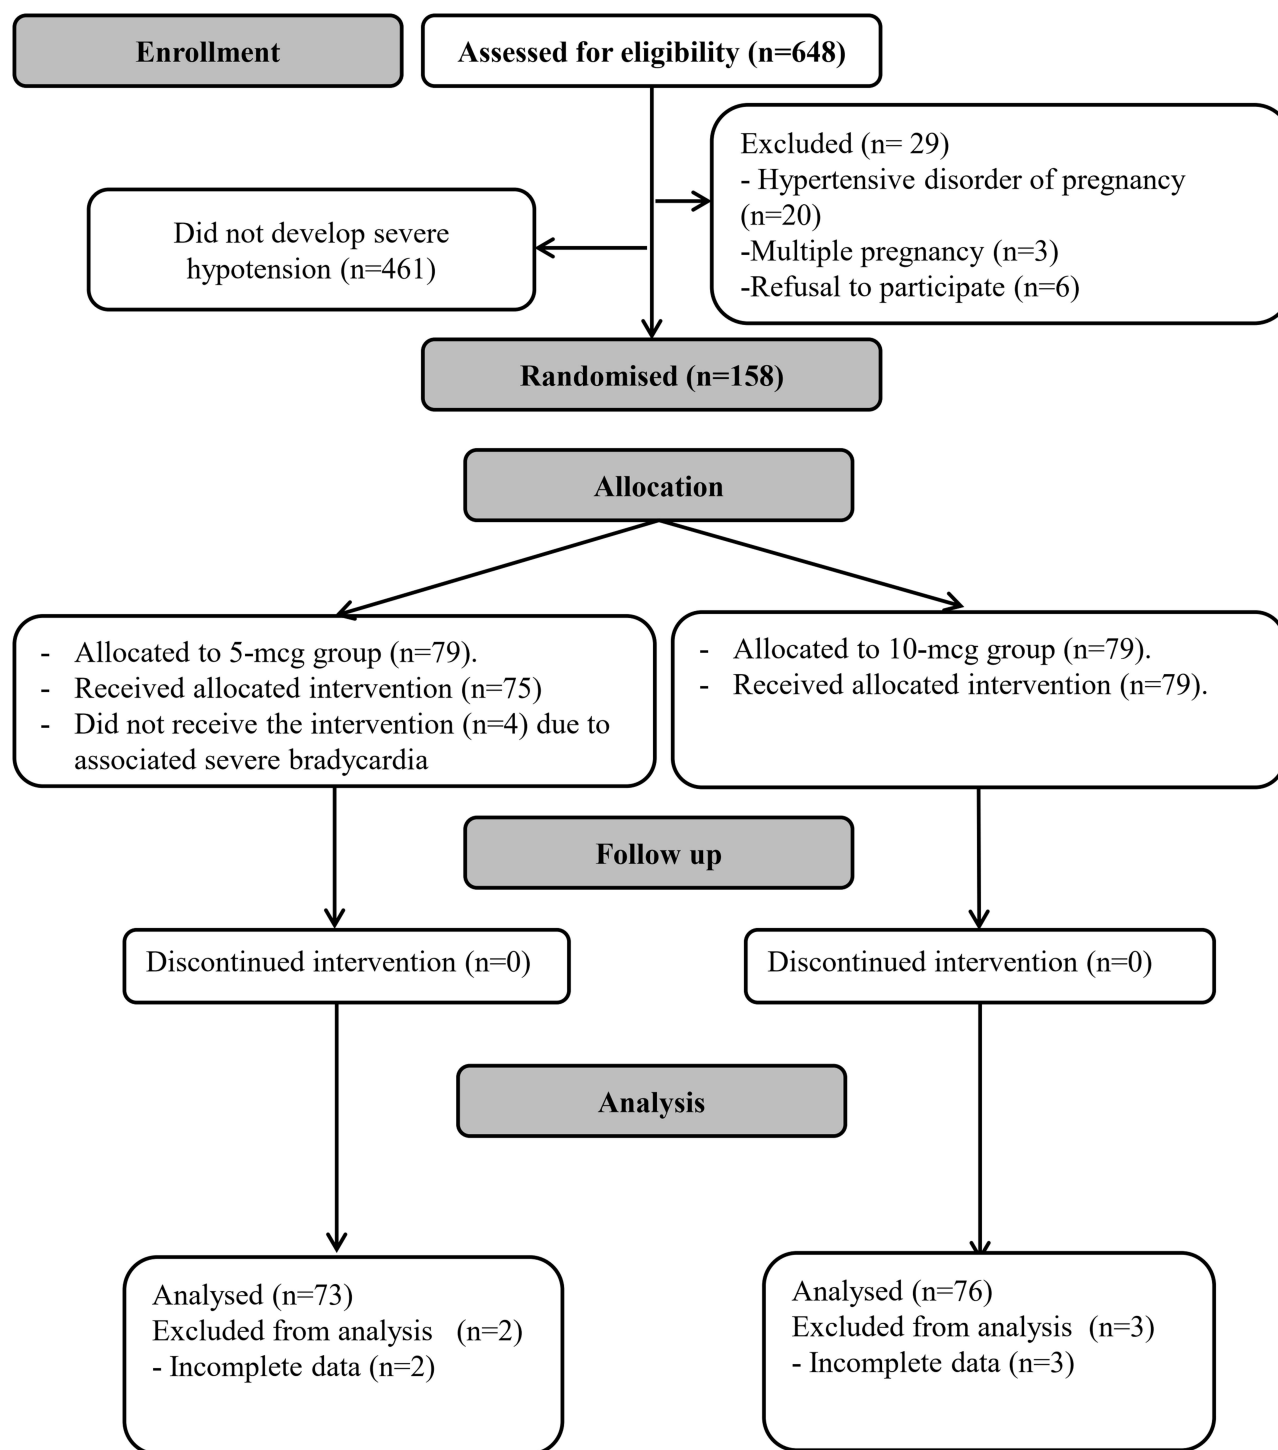 Enrollment
Assessed for eligibility (n=648)
Excluded (n= 29)
- Hypertensive disorder of pregnancy
(n=20)
-Multiple pregnancy (n=3)
-Refusal to participate (n=6)
Did not develop severe
hypotension (n=461)
Randomised (n=158)
Allocation
- Allocated to 5-mcg group (n=79).
- Received allocated intervention (n=75)
- Did not receive the intervention (n=4) due to
associated severe bradycardia
- Allocated to 10-mcg group (n=79).
- Received allocated intervention (n=79).
Follow up
Discontinued intervention (n=0)
Discontinued intervention (n=0)
Analysis
Analysed (n=73)
Excluded from analysis (n=2)
- Incomplete data (n=2)
Analysed (n=76)
Excluded from analysis (n=3)
- Incomplete data (n=3)